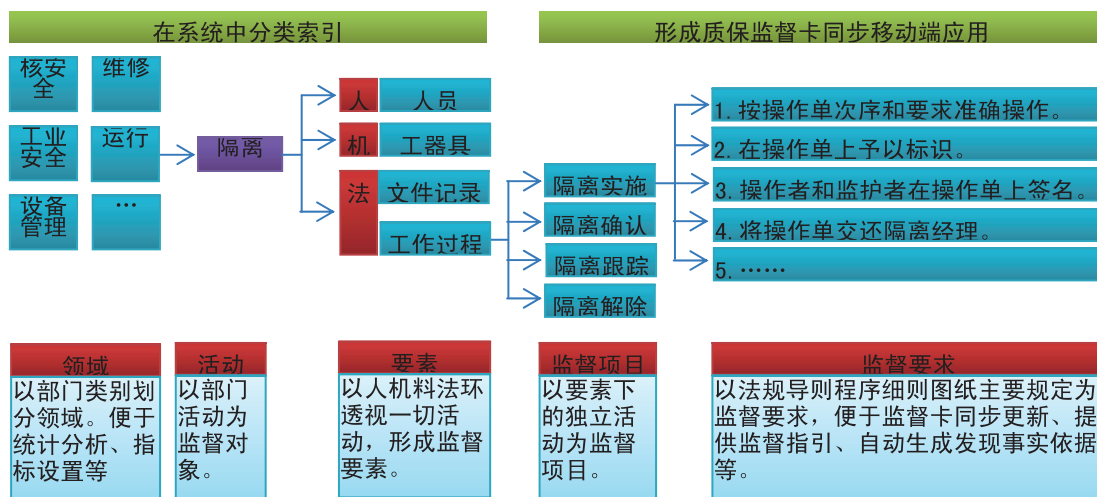 在系统中分类索引
形成质保监督卡同步移动端应用
核安
全
维修
工业
安全
运行
设备
管理
…
隔离
人
人员
机
工器具
法
文件记录
工作过程
隔离实施
隔离确认
隔离跟踪
隔离解除
1. 按操作单次序和要求准确操作。
2. 在操作单上予以标识。
3. 操作者和监护者在操作单上签名。
4. 将操作单交还隔离经理。
5. ……
领域
以部门类别划
分领域。便于
统计分析、指
标设置等
活动
以部门
活动为
监督对
象。
要素
以人机料法环
透视一切活
动，形成监督
要素。
监督项目
以要素下
的独立活
动为监督
项目。
监督要求
以法规导则程序细则图纸主要规定为
监督要求，便于监督卡同步更新、提
供监督指引、自动生成发现事实依据
等。